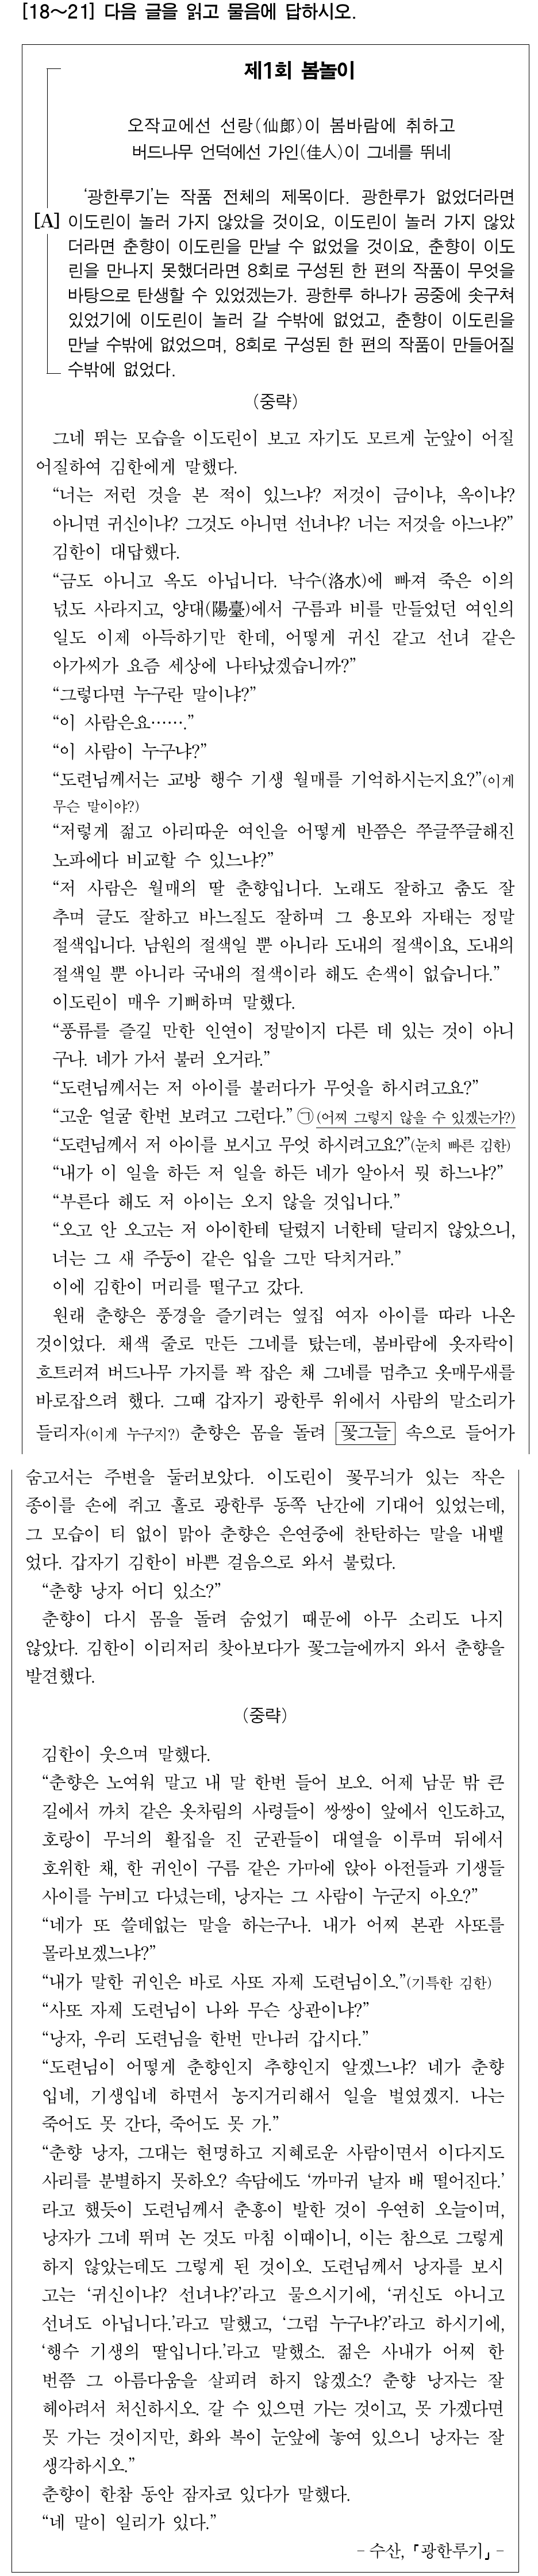 [18～21] 다음 글을 읽고 물음에 답하시오.
제1회 봄놀이
오작교에선 선랑(仙郞)이 봄바람에 취하고
버드나무 언덕에선 가인(佳人)이 그네를 뛰네
[A]
‘광한루기’는 작품 전체의 제목이다. 광한루가 없었더라면
이도린이 놀러 가지 않았을 것이요, 이도린이 놀러 가지 않았
더라면 춘향이 이도린을 만날 수 없었을 것이요, 춘향이 이도
린을 만나지 못했더라면 8회로 구성된 한 편의 작품이 무엇을
바탕으로 탄생할 수 있었겠는가. 광한루 하나가 공중에 솟구쳐
있었기에 이도린이 놀러 갈 수밖에 없었고, 춘향이 이도린을
만날 수밖에 없었으며, 8회로 구성된 한 편의 작품이 만들어질
수밖에 없었다.
(중략)
그네 뛰는 모습을 이도린이 보고 자기도 모르게 눈앞이 어질
어질하여 김한에게 말했다.
“너는 저런 것을 본 적이 있느냐? 저것이 금이냐, 옥이냐?
아니면 귀신이냐? 그것도 아니면 선녀냐? 너는 저것을 아느냐?”
김한이 대답했다.
“금도 아니고 옥도 아닙니다. 낙수(洛水)에 빠져 죽은 이의
넋도 사라지고, 양대(陽臺)에서 구름과 비를 만들었던 여인의
일도 이제 아득하기만 한데, 어떻게 귀신 같고 선녀 같은
아가씨가 요즘 세상에 나타났겠습니까?”
“그렇다면 누구란 말이냐?”
“이 사람은요…….”
“이 사람이 누구냐?”
“도련님께서는 교방 행수 기생 월매를 기억하시는지요?”(이게
무슨 말이야?)
“저렇게 젊고 아리따운 여인을 어떻게 반쯤은 쭈글쭈글해진
노파에다 비교할 수 있느냐?”
“저 사람은 월매의 딸 춘향입니다. 노래도 잘하고 춤도 잘
추며 글도 잘하고 바느질도 잘하며 그 용모와 자태는 정말
절색입니다. 남원의 절색일 뿐 아니라 도내의 절색이요, 도내의
절색일 뿐 아니라 국내의 절색이라 해도 손색이 없습니다.”
이도린이 매우 기뻐하며 말했다.
“풍류를 즐길 만한 인연이 정말이지 다른 데 있는 것이 아니
구나. 네가 가서 불러 오거라.”
“도련님께서는 저 아이를 불러다가 무엇을 하시려고요?”
“고운 얼굴 한번 보려고 그런다.” ㉠(어찌 그렇지 않을 수 있겠는가?)
“도련님께서 저 아이를 보시고 무엇 하시려고요?”(눈치 빠른 김한)
“내가 이 일을 하든 저 일을 하든 네가 알아서 뭣 하느냐?”
“부른다 해도 저 아이는 오지 않을 것입니다.”
“오고 안 오고는 저 아이한테 달렸지 너한테 달리지 않았으니,
너는 그 새 주둥이 같은 입을 그만 닥치거라.”
이에 김한이 머리를 떨구고 갔다.
원래 춘향은 풍경을 즐기려는 옆집 여자 아이를 따라 나온
것이었다. 채색 줄로 만든 그네를 탔는데, 봄바람에 옷자락이
흐트러져 버드나무 가지를 꽉 잡은 채 그네를 멈추고 옷매무새를
바로잡으려 했다. 그때 갑자기 광한루 위에서 사람의 말소리가
들리자(이게 누구지?) 춘향은 몸을 돌려 꽃그늘 속으로 들어가
숨고서는 주변을 둘러보았다. 이도린이 꽃무늬가 있는 작은
종이를 손에 쥐고 홀로 광한루 동쪽 난간에 기대어 있었는데,
그 모습이 티 없이 맑아 춘향은 은연중에 찬탄하는 말을 내뱉
었다. 갑자기 김한이 바쁜 걸음으로 와서 불렀다.
“춘향 낭자 어디 있소?”
춘향이 다시 몸을 돌려 숨었기 때문에 아무 소리도 나지
않았다. 김한이 이리저리 찾아보다가 꽃그늘에까지 와서 춘향을
발견했다.
(중략)
김한이 웃으며 말했다.
“춘향은 노여워 말고 내 말 한번 들어 보오. 어제 남문 밖 큰
길에서 까치 같은 옷차림의 사령들이 쌍쌍이 앞에서 인도하고,
호랑이 무늬의 활집을 진 군관들이 대열을 이루며 뒤에서
호위한 채, 한 귀인이 구름 같은 가마에 앉아 아전들과 기생들
사이를 누비고 다녔는데, 낭자는 그 사람이 누군지 아오?”
“네가 또 쓸데없는 말을 하는구나. 내가 어찌 본관 사또를
몰라보겠느냐?”
“내가 말한 귀인은 바로 사또 자제 도련님이오.”(기특한 김한)
“사또 자제 도련님이 나와 무슨 상관이냐?”
“낭자, 우리 도련님을 한번 만나러 갑시다.”
“도련님이 어떻게 춘향인지 추향인지 알겠느냐? 네가 춘향
입네, 기생입네 하면서 농지거리해서 일을 벌였겠지. 나는
죽어도 못 간다, 죽어도 못 가.”
“춘향 낭자, 그대는 현명하고 지혜로운 사람이면서 이다지도
사리를 분별하지 못하오? 속담에도 ‘까마귀 날자 배 떨어진다.’
라고 했듯이 도련님께서 춘흥이 발한 것이 우연히 오늘이며,
낭자가 그네 뛰며 논 것도 마침 이때이니, 이는 참으로 그렇게
하지 않았는데도 그렇게 된 것이오. 도련님께서 낭자를 보시
고는 ‘귀신이냐? 선녀냐?’라고 물으시기에, ‘귀신도 아니고
선녀도 아닙니다.’라고 말했고, ‘그럼 누구냐?’라고 하시기에,
‘행수 기생의 딸입니다.’라고 말했소. 젊은 사내가 어찌 한
번쯤 그 아름다움을 살피려 하지 않겠소? 춘향 낭자는 잘
헤아려서 처신하시오. 갈 수 있으면 가는 것이고, 못 가겠다면
못 가는 것이지만, 화와 복이 눈앞에 놓여 있으니 낭자는 잘
생각하시오.”
춘향이 한참 동안 잠자코 있다가 말했다.
“네 말이 일리가 있다.”
- 수산, 「광한루기」 -